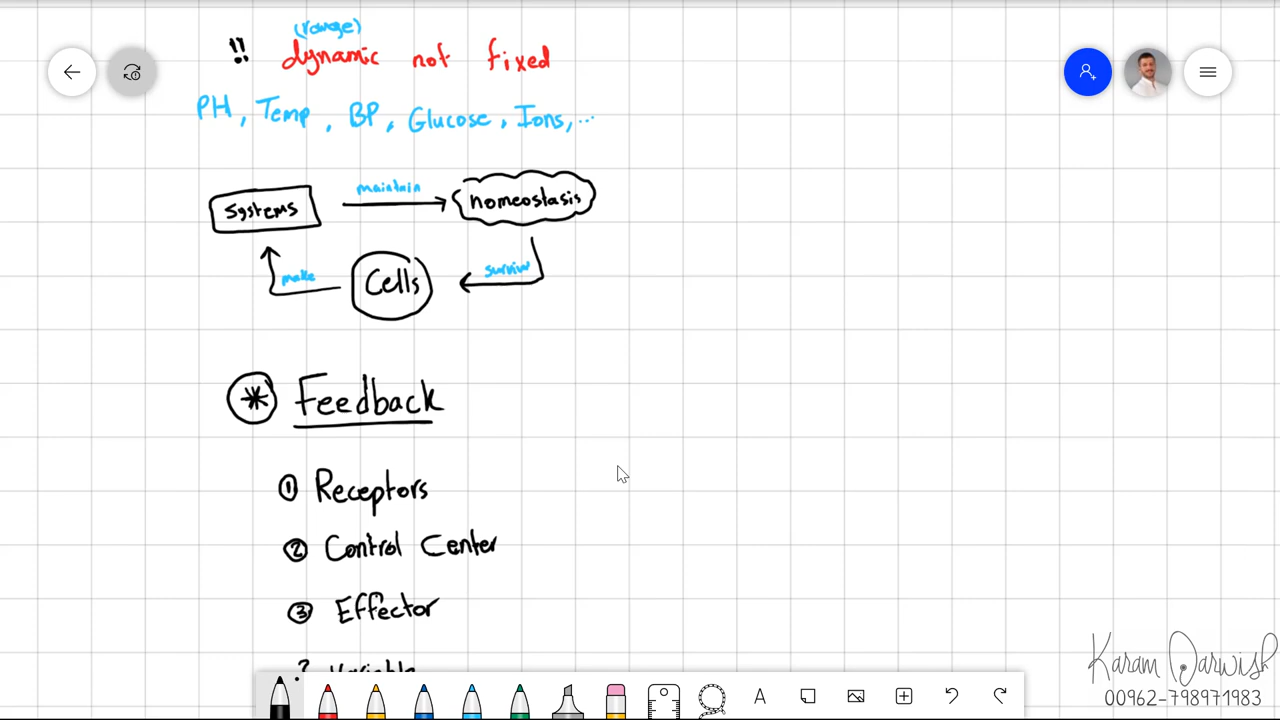 (range)
!! dynamic not fixed
PH, Temp, BP, Glucose, Ions, ...
Systems maintain homeostasis
make Cells survive
* Feedback
① Receptors
② Control Center
③ Effector
? Variable
A
Karam Darwish
00962-798971983